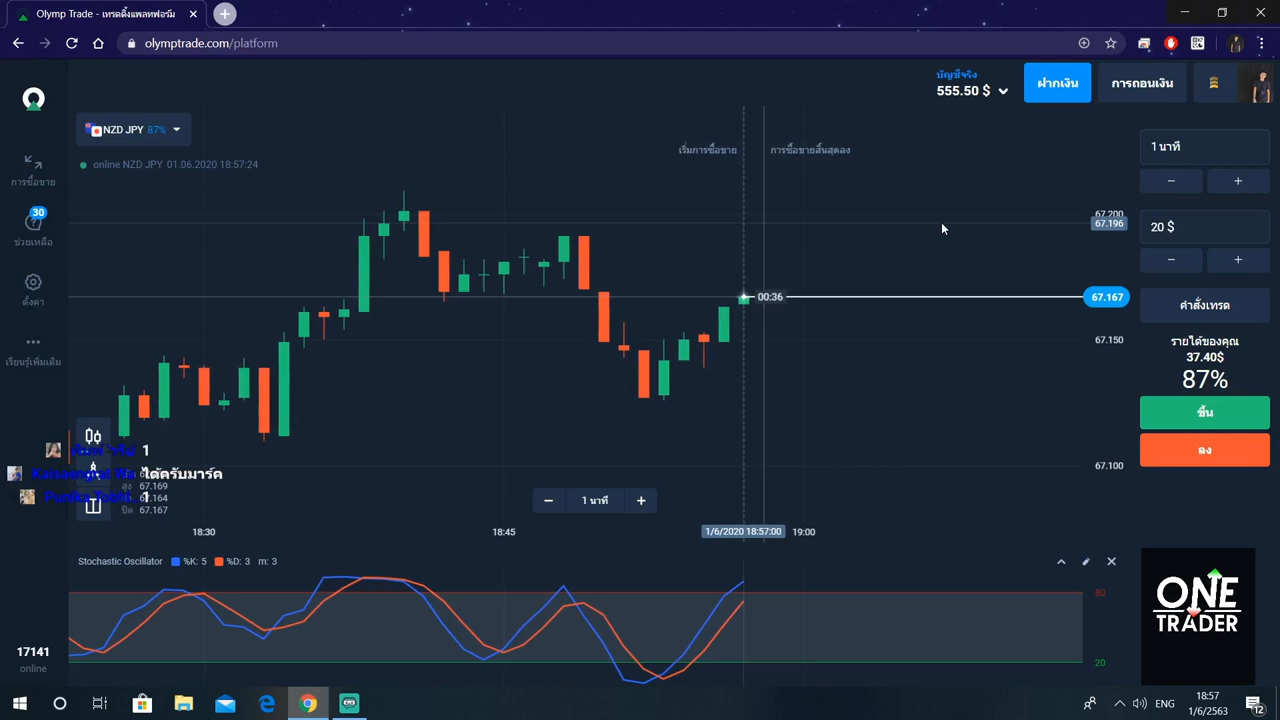 Olymp Trade - เทรดดิ้งแพลทฟอร์ม
olymptrade.com/platform
บัญชีจริง
555.50 $
ฝากเงิน
การถอนเงิน
NZD JPY 87%
online NZD JPY 01.06.2020 18:57:24
เริ่มการซื้อขาย
การซื้อขายสิ้นสุดลง
การซื้อขาย
30
ช่วยเหลือ
ตั้งค่า
เรียนรู้เพิ่มเติม
1 นาที
67.200
67.196
20 $
00:36
67.167
คำสั่งเทรด
67.150
รายได้ของคุณ
37.40$
87%
ขึ้น
ลง
67.100
1
ได้ครับมาร์ค
1
สูง 67.169
ต่ำ 67.164
ปิด 67.167
1 นาที
18:30
18:45
1/6/2020 18:57:00
19:00
Stochastic Oscillator %K: 5 %D: 3 m: 3
80
20
ONE
TRADER
17141
online
ENG
18:57
1/6/2563
12